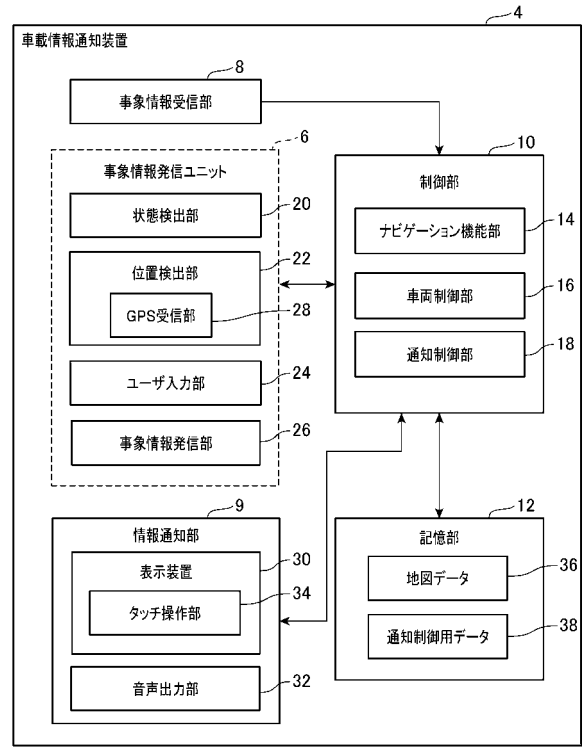 4
車載情報通知装置
8
事象情報受信部
6
事象情報発信ユニット
状態検出部
20
位置検出部
22
GPS受信部
28
ユーザ入力部
24
事象情報発信部
26
10
制御部
ナビゲーション機能部
14
車両制御部
16
通知制御部
18
9
情報通知部
表示装置
30
タッチ操作部
34
音声出力部
32
12
記憶部
地図データ
36
通知制御用データ
38